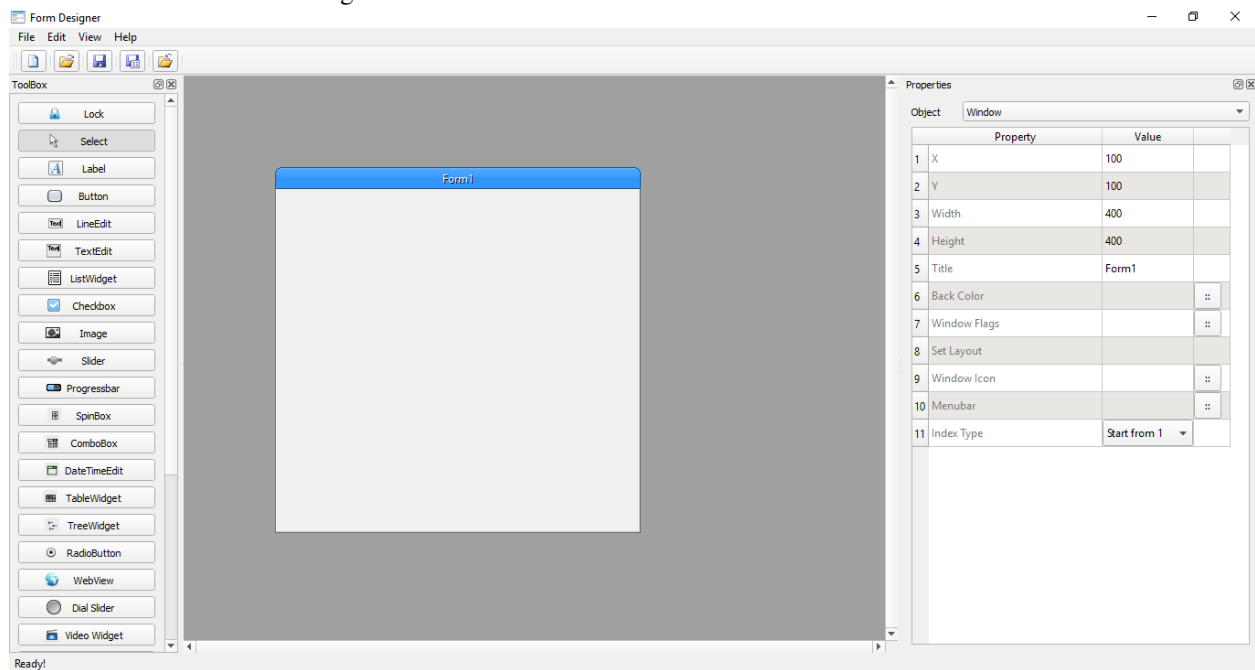 Form Designer
File Edit View Help
ToolBox
Lock
Select
Label
Button
LineEdit
TextEdit
ListWidget
Checkbox
Image
Slider
Progressbar
SpinBox
ComboBox
DateTimeEdit
TableWidget
TreeWidget
RadioButton
WebView
Dial Slider
Video Widget
Form1
Properties
Object Window
Property Value
1 X 100
2 Y 100
3 Width 400
4 Height 400
5 Title Form1
6 Back Color ::
7 Window Flags ::
8 Set Layout
9 Window Icon ::
10 Menubar ::
11 Index Type Start from 1
Ready!